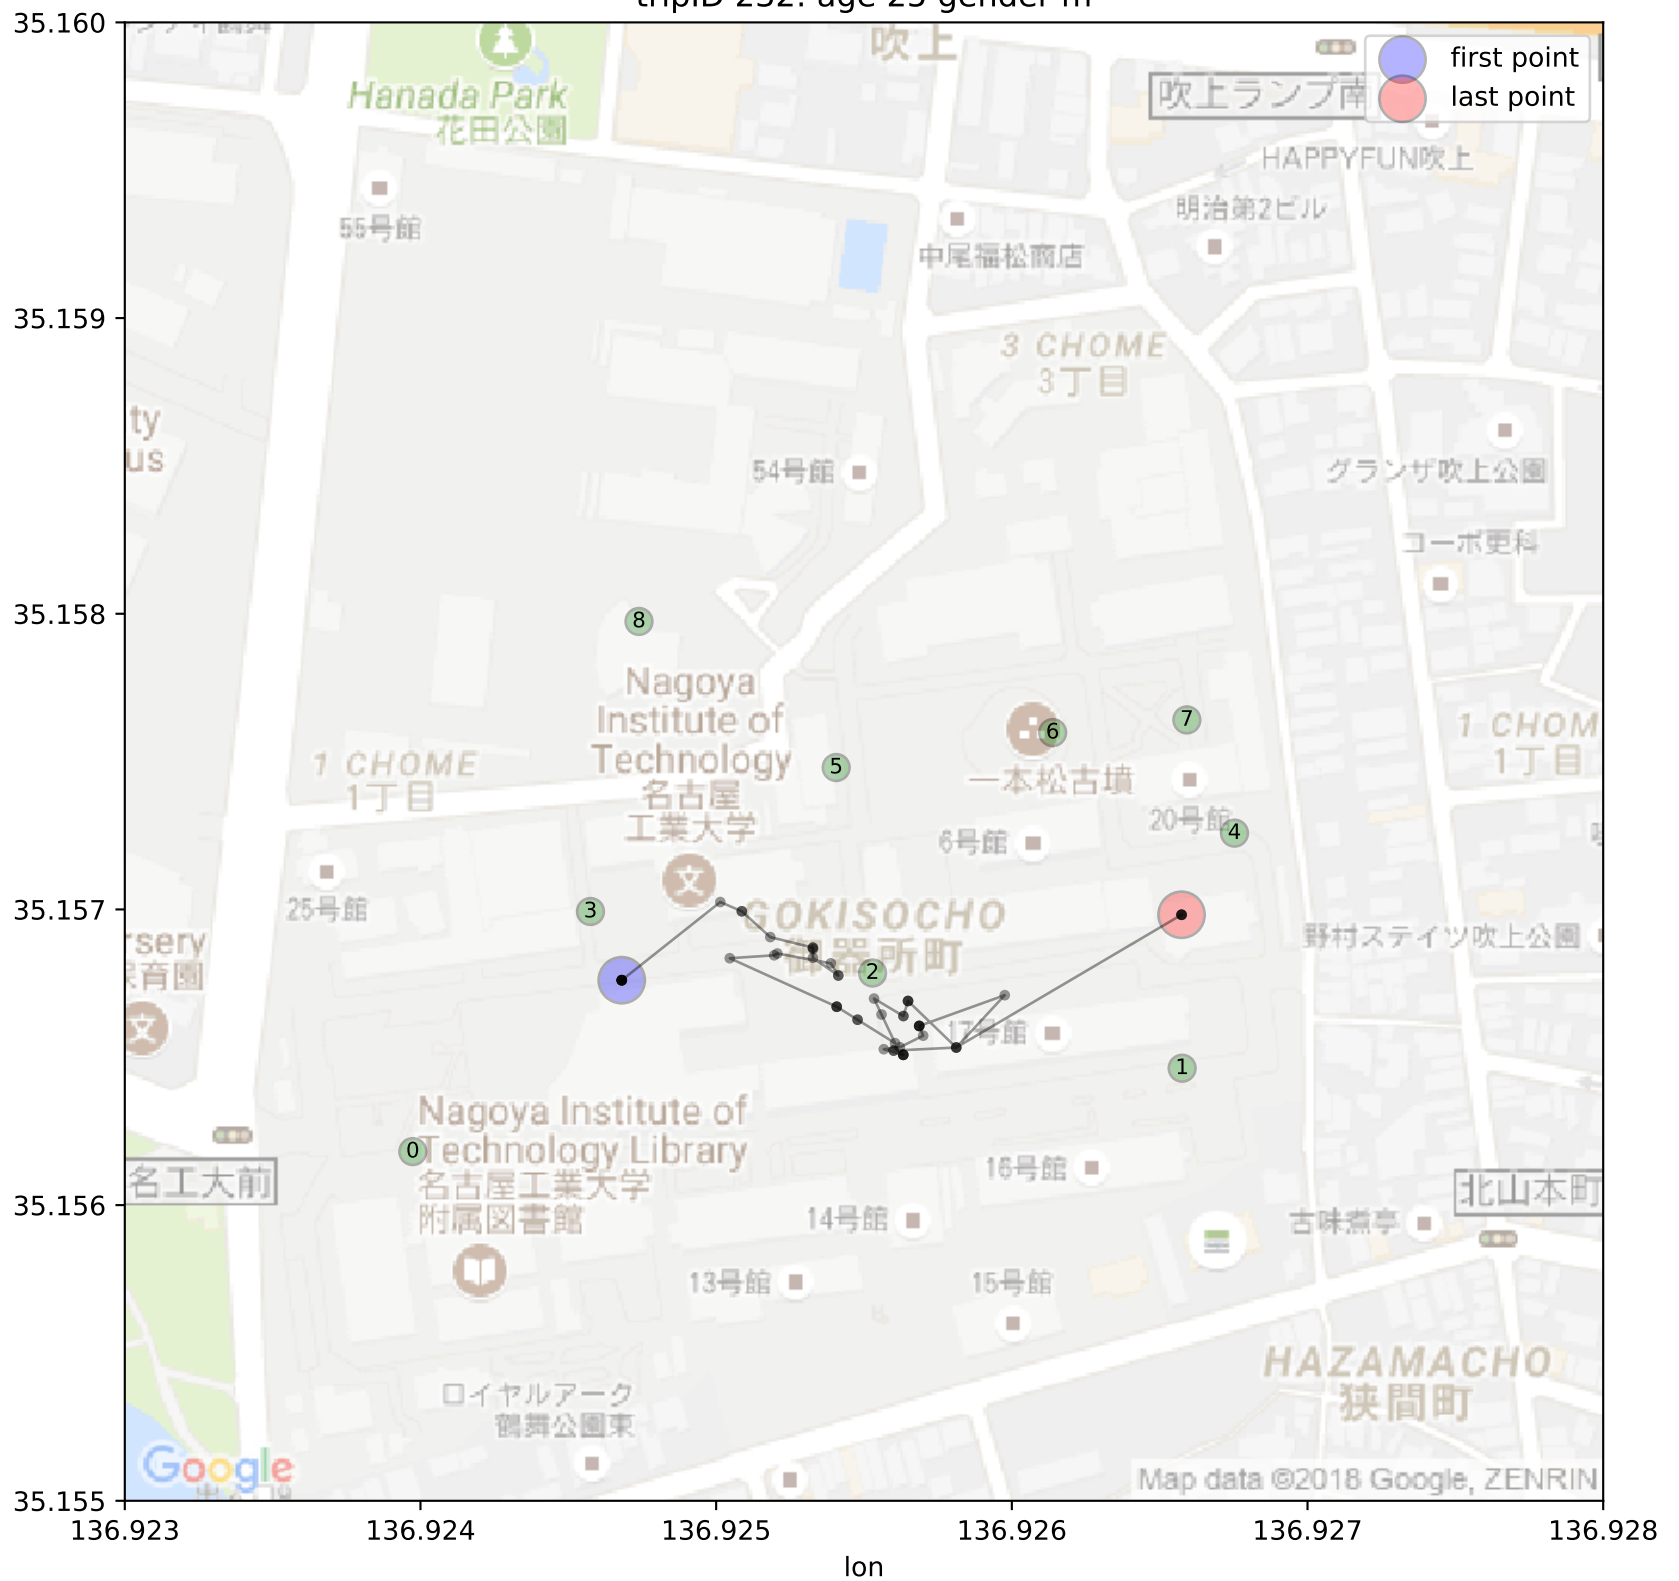 35.160
first point
last point
吹上
吹上ランプ南
Hanada Park
花田公園
HAPPYFUN吹上
明治第2ビル
55号館
中尾福松商店
35.159
3 CHOME
3丁目
ty
us
54号館
グランザ吹上公園
コーポ更科
35.158
8
Nagoya
Institute of
Technology
名古屋
工業大学
7
6
5
1 CHOME
1丁目
一本松古墳
1 CHOM
1丁目
20号館
4
6号館
35.157
25号館
3
GOKISOCHO
御器所町
野村ステイツ吹上公園
rsery
保育園
2
17号館
1
Nagoya Institute of
Technology Library
名古屋工業大学
附属図書館
0
名工大前
16号館
北山本町
35.156
14号館
古味煮亭
13号館
15号館
HAZAMACHO
狭間町
ロイヤルアーク
鶴舞公園東
Google
Map data ©2018 Google, ZENRIN
35.155
136.923
136.924
136.925
136.926
136.927
136.928
lon